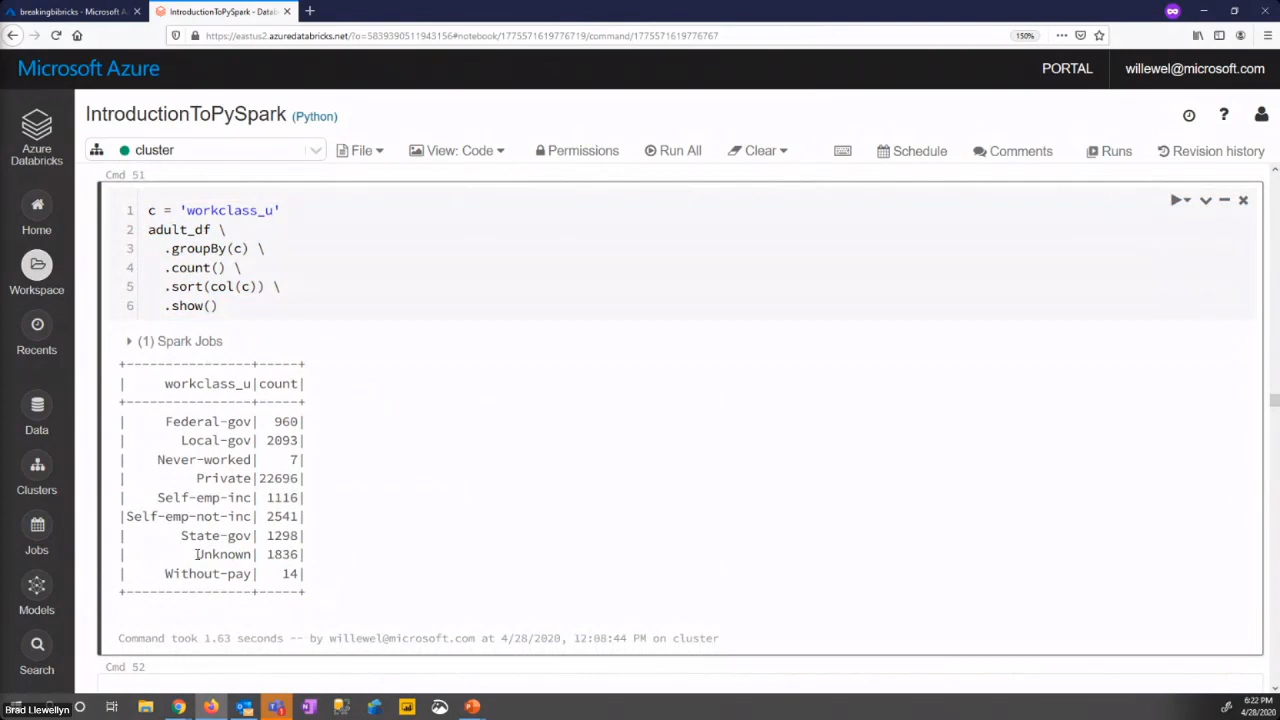 breakingbibricks - Microsoft A
IntroductionToPySpark - Datab
https://eastus2.azuredatabricks.net/?o=5839390511943156#notebook/1775571619776719/command/1775571619776767
150%
Microsoft Azure
PORTAL
willewel@microsoft.com
IntroductionToPySpark (Python)
Azure
Databricks
Home
Workspace
Recents
Data
Clusters
Jobs
Models
Search
cluster
File
View: Code
Permissions
Run All
Clear
Schedule
Comments
Runs
Revision history
Cmd 51
1 c = 'workclass_u'
2 adult_df \
3 .groupBy(c) \
4 .count() \
5 .sort(col(c)) \
6 .show()
(1) Spark Jobs
+----------------+-----+
|     workclass_u|count|
+----------------+-----+
|     Federal-gov|  960|
|       Local-gov| 2093|
|    Never-worked|    7|
|         Private|22696|
|    Self-emp-inc| 1116|
|Self-emp-not-inc| 2541|
|       State-gov| 1298|
|         Unknown| 1836|
|     Without-pay|   14|
+----------------+-----+
Command took 1.63 seconds -- by willewel@microsoft.com at 4/28/2020, 12:08:44 PM on cluster
Cmd 52
Brad Llewellyn
6:22 PM
4/28/2020